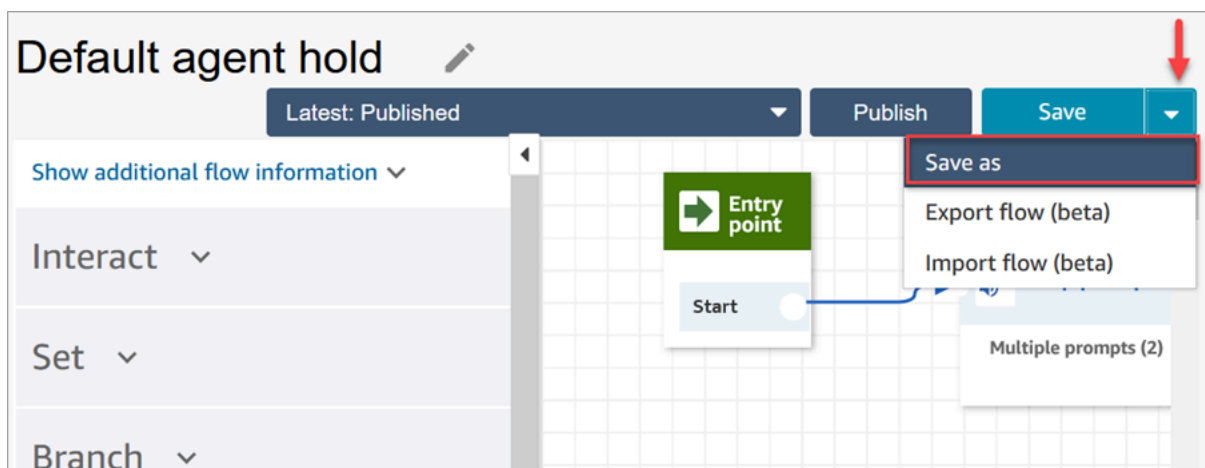 Default agent hold
Latest: Published
Publish
Save
Save as
Export flow (beta)
Import flow (beta)
Show additional flow information
Interact
Set
Branch
Entry
point
Start
Multiple prompts (2)